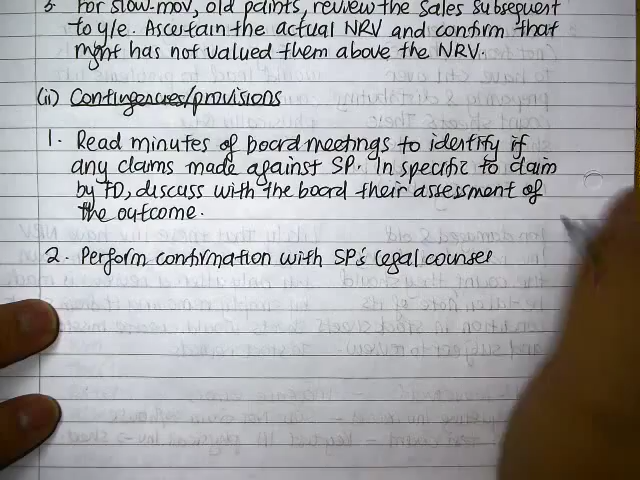 3. For slow-mov, old paints, review the sales subsequent
to y/e. Ascertain the actual NRV and confirm that
mgnt has not valued them above the NRV.
(ii) Contingencies/provisions
1. Read minutes of board meetings to identify if
any claims made against SP. In specific to claim
by FD, discuss with the board their assessment of
the outcome.
2. Perform confirmation with SP's legal counsel